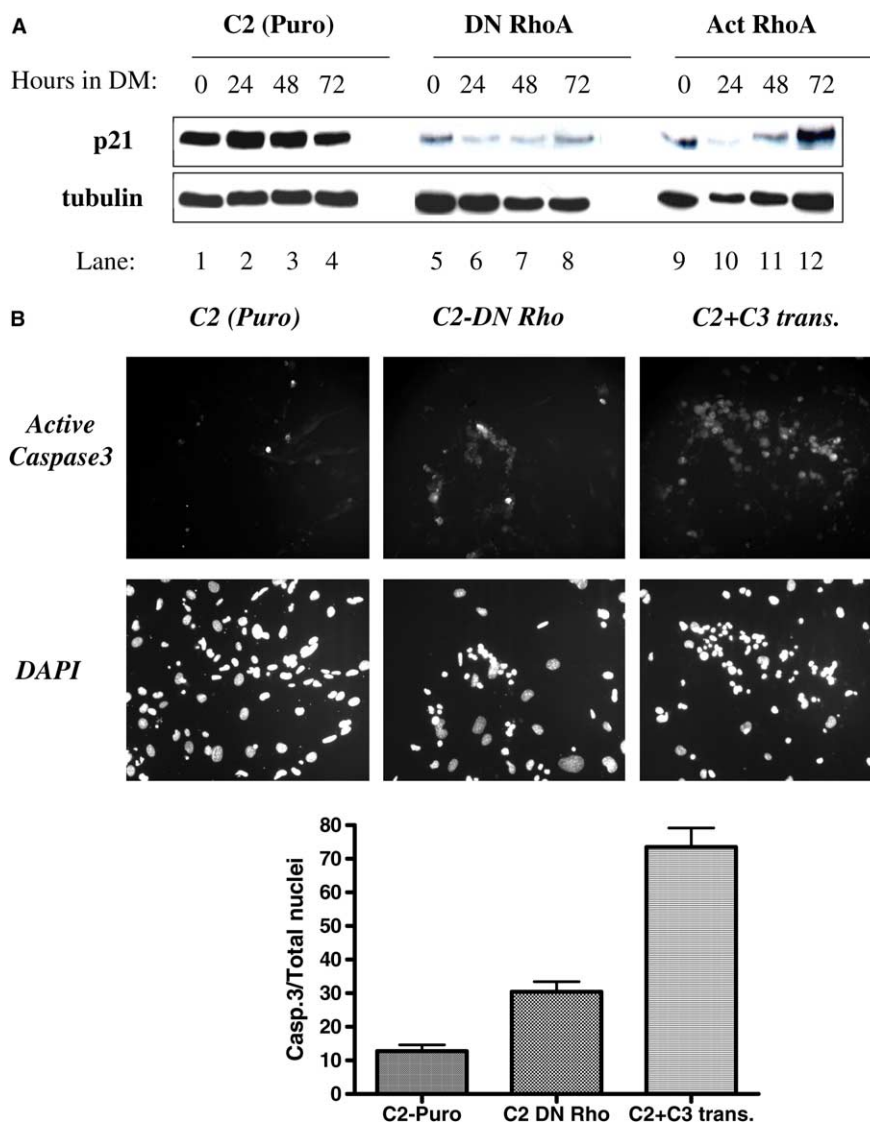 A
C2 (Puro) DN RhoA Act RhoA
Hours in DM: 0 24 48 72 0 24 48 72 0 24 48 72
p21
tubulin
Lane: 1 2 3 4 5 6 7 8 9 10 11 12
B
C2 (Puro) C2-DN Rho C2+C3 trans.
Active
Caspase3
DAPI
80
70
60
50
40
30
20
10
0
Casp.3/Total nuclei
C2-Puro C2 DN Rho C2+C3 trans.